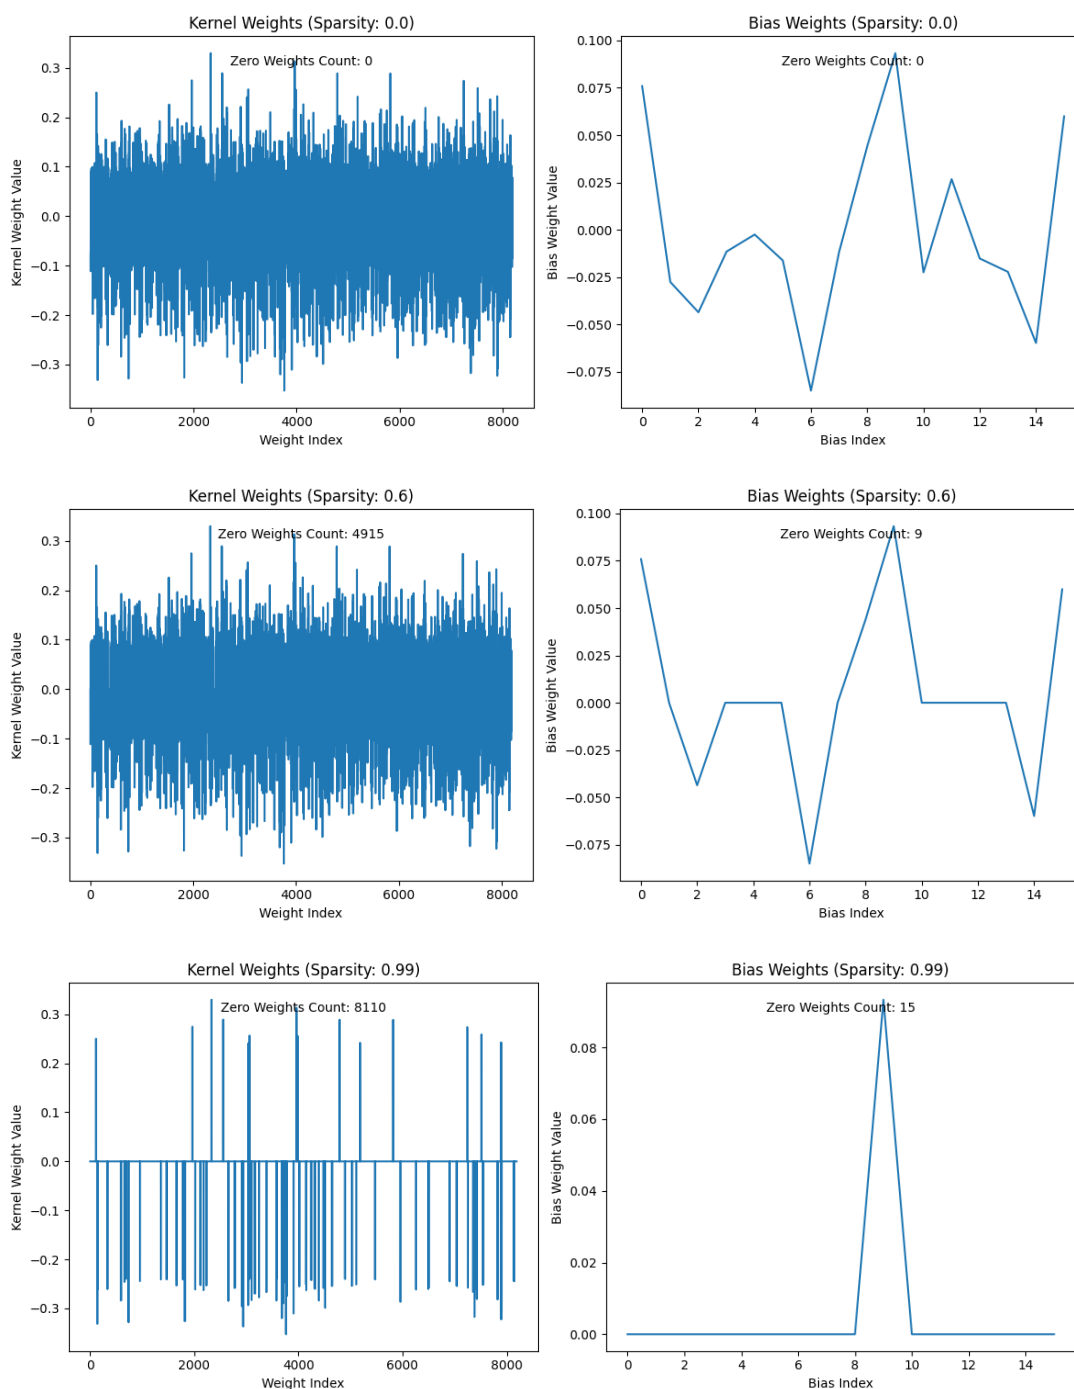 Kernel Weights (Sparsity: 0.0)
Zero Weights Count: 0
Kernel Weight Value
0.3
0.2
0.1
0.0
−0.1
−0.2
−0.3
0 2000 4000 6000 8000
Weight Index
Bias Weights (Sparsity: 0.0)
Zero Weights Count: 0
Bias Weight Value
0.100
0.075
0.050
0.025
0.000
−0.025
−0.050
−0.075
0 2 4 6 8 10 12 14
Bias Index
Kernel Weights (Sparsity: 0.6)
Zero Weights Count: 4915
Kernel Weight Value
0.3
0.2
0.1
0.0
−0.1
−0.2
−0.3
0 2000 4000 6000 8000
Weight Index
Bias Weights (Sparsity: 0.6)
Zero Weights Count: 9
Bias Weight Value
0.100
0.075
0.050
0.025
0.000
−0.025
−0.050
−0.075
0 2 4 6 8 10 12 14
Bias Index
Kernel Weights (Sparsity: 0.99)
Zero Weights Count: 8110
Kernel Weight Value
0.3
0.2
0.1
0.0
−0.1
−0.2
−0.3
0 2000 4000 6000 8000
Weight Index
Bias Weights (Sparsity: 0.99)
Zero Weights Count: 15
Bias Weight Value
0.08
0.06
0.04
0.02
0.00
0 2 4 6 8 10 12 14
Bias Index